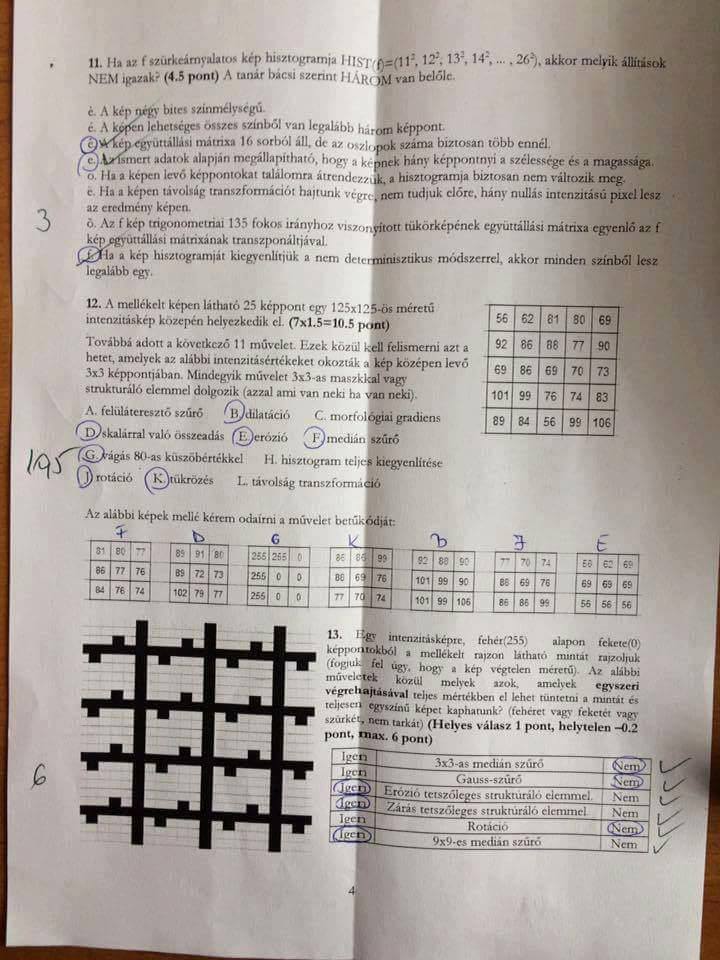 11. Ha az f szürkeárnyalatos kép hisztogramja HIST(f)=(11², 12², 13², 14², ... , 26²), akkor melyik állítások
NEM igazak? (4.5 pont) A tanár bácsi szerint HÁROM van belőle.
é. A kép négy bites színmélységű.
é. A képen lehetséges összes színből van legalább három képpont.
A kép együttállási mátrixa 16 sorból áll, de az oszlopok száma biztosan több ennél.
e. Az ismert adatok alapján megállapítható, hogy a képnek hány képpontnyi a szélessége és a magassága.
o. Ha a képen levő képpontokat találomra átrendezzük, a hisztogramja biztosan nem változik meg.
e. Ha a képen távolság transzformációt hajtunk végre, nem tudjuk előre, hány nullás intenzitású pixel lesz
az eredmény képen.
ö. Az f kép trigonometriai 135 fokos irányhoz viszonyított tükörképének együttállási mátrixa egyenlő az f
kép együttállási mátrixának transzponáltjával.
Ha a kép hisztogramját kiegyenlítjük a nem determinisztikus módszerrel, akkor minden színből lesz
legalább egy.
3
12. A mellékelt képen látható 25 képpont egy 125x125-ös méretű
intenzitáskép közepén helyezkedik el. (7x1.5=10.5 pont)
Továbbá adott a következő 11 művelet. Ezek közül kell felismerni azt a
hetet, amelyek az alábbi intenzitásértékeket okozták a kép közepen levő
3x3 képpontjában. Mindegyik művelet 3x3-as maszkkal vagy
strukturáló elemmel dolgozik (azzal ami van neki ha van neki).
56 62 81 80 69
92 86 88 77 90
69 86 69 70 73
101 99 76 74 83
89 84 56 99 106
A. felüláteresztő szűrő B. dilatáció C. morfológiai gradiens
D. skalárral való összeadás E. erózió F. medián szűrő
G. vágás 80-as küszöbértékkel H. hisztogram teljes kiegyenlítése
J. rotáció K. tükrözés L. távolság transzformáció
Az alábbi képek mellé kérem odaírni a művelet betűkódját:
F D G K B J E
81 80 77 89 91 80 255 255 0 86 86 99 92 88 90 77 70 74 56 62 69
86 77 76 89 72 73 255 0 0 88 69 76 101 99 90 88 69 76 69 69 69
84 76 74 102 79 77 255 0 0 77 70 74 101 99 106 86 86 99 56 56 56
13. Egy intenzitásképre, fehér(255) alapon fekete(0)
képpontokból a mellékelt rajzon látható mintát rajzoljuk
(fogjuk fel úgy, hogy a kép végtelen méretű). Az alábbi
műveletek közül melyek azok, amelyek egyszeri
végrehajtásával teljes mértékben el lehet tüntetni a mintát és
teljesen egyszínű képet kaphatunk? (fehéret vagy feketét vagy
szürkét, nem tarkát) (Helyes válasz 1 pont, helytelen –0.2
pont, max. 6 pont)
6
Igen 3x3-as medián szűrő Nem
Igen Gauss-szűrő Nem
Igen Erózió tetszőleges struktúráló elemmel. Nem
Igen Zárás tetszőleges struktúráló elemmel Nem
Igen Rotáció Nem
Igen 9x9-es medián szűrő Nem
4